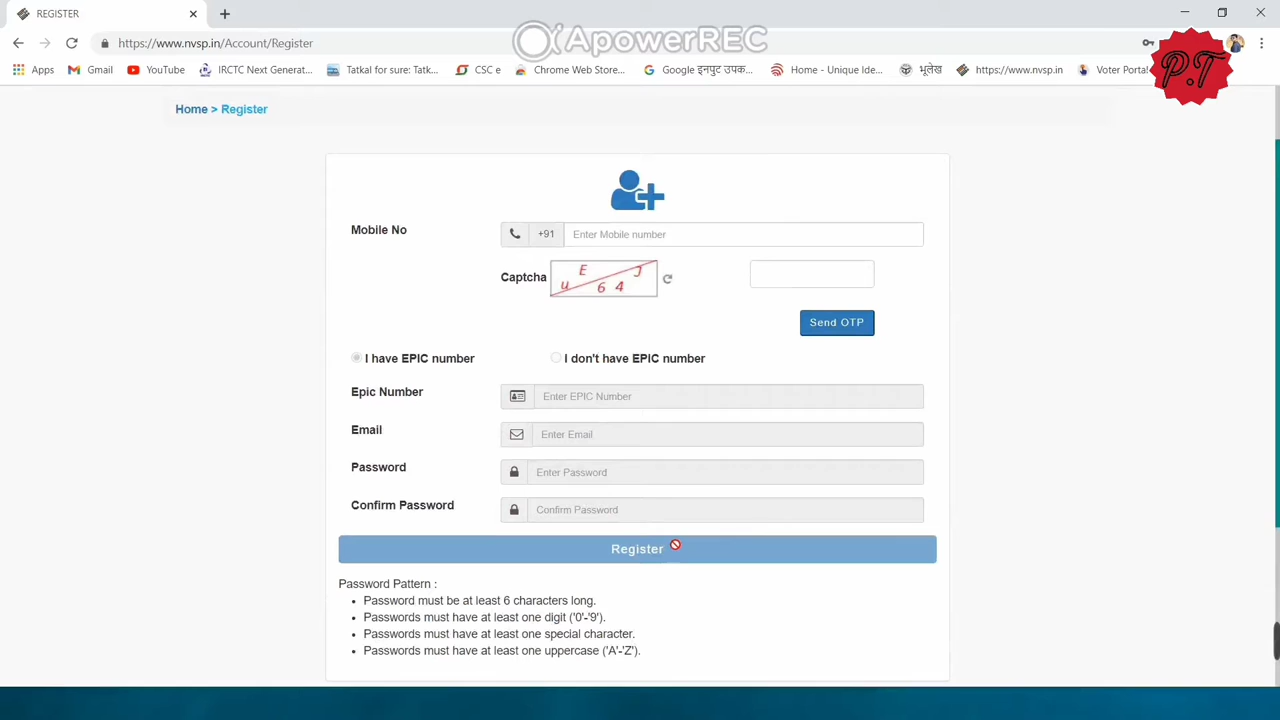 REGISTER
https://www.nvsp.in/Account/Register
ApowerREC
Apps Gmail YouTube IRCTC Next Generat... Tatkal for sure: Tatk... CSC e Chrome Web Store... Google इनपुट उपक... Home - Unique Ide... भूलेख https://www.nvsp.in Voter Portal
P.T
Home > Register
Mobile No +91 Enter Mobile number
Captcha u E 6 4 J
Send OTP
I have EPIC number I don't have EPIC number
Epic Number Enter EPIC Number
Email Enter Email
Password Enter Password
Confirm Password Confirm Password
Register
Password Pattern :
• Password must be at least 6 characters long.
• Passwords must have at least one digit ('0'-'9').
• Passwords must have at least one special character.
• Passwords must have at least one uppercase ('A'-'Z').